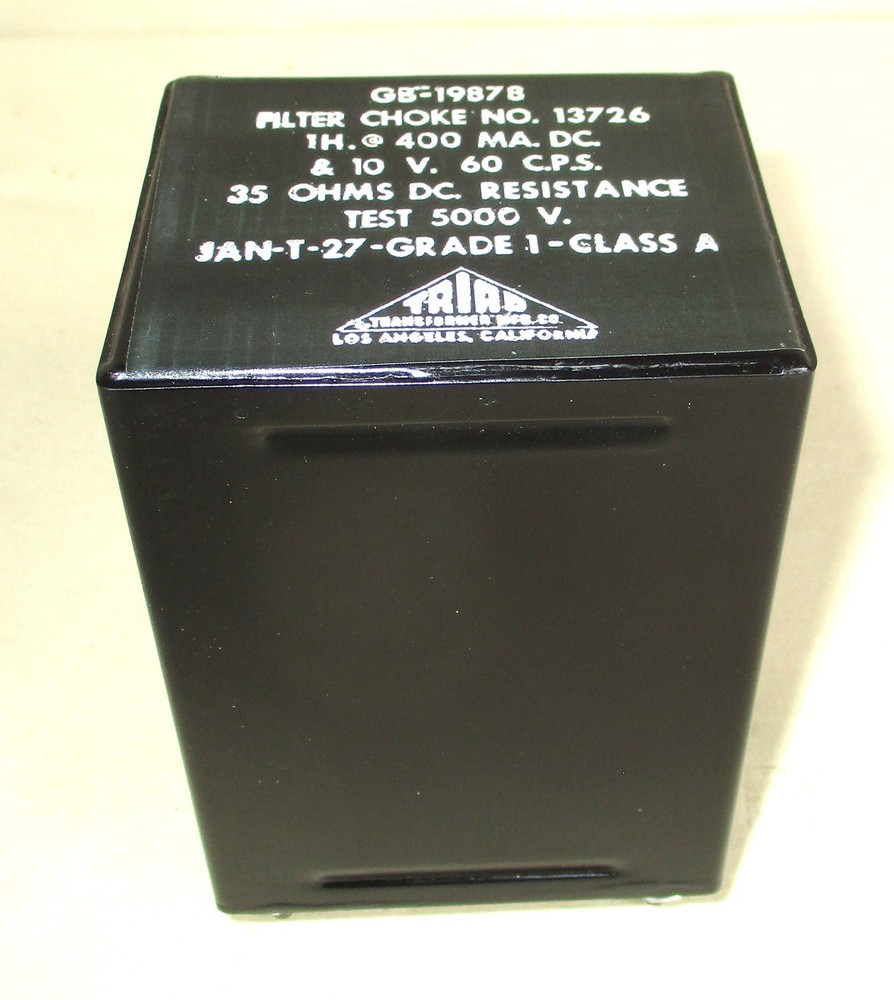 GB-19878
FILTER CHOKE NO. 13726
1H. @ 400 MA. DC.
& 10 V. 60 C.P.S.
35 OHMS DC. RESISTANCE
TEST 5000 V.
JAN-T-27-GRADE 1-CLASS A
TRIAD
TRANSFORMER MFG. CO.
LOS ANGELES, CALIFORNIA